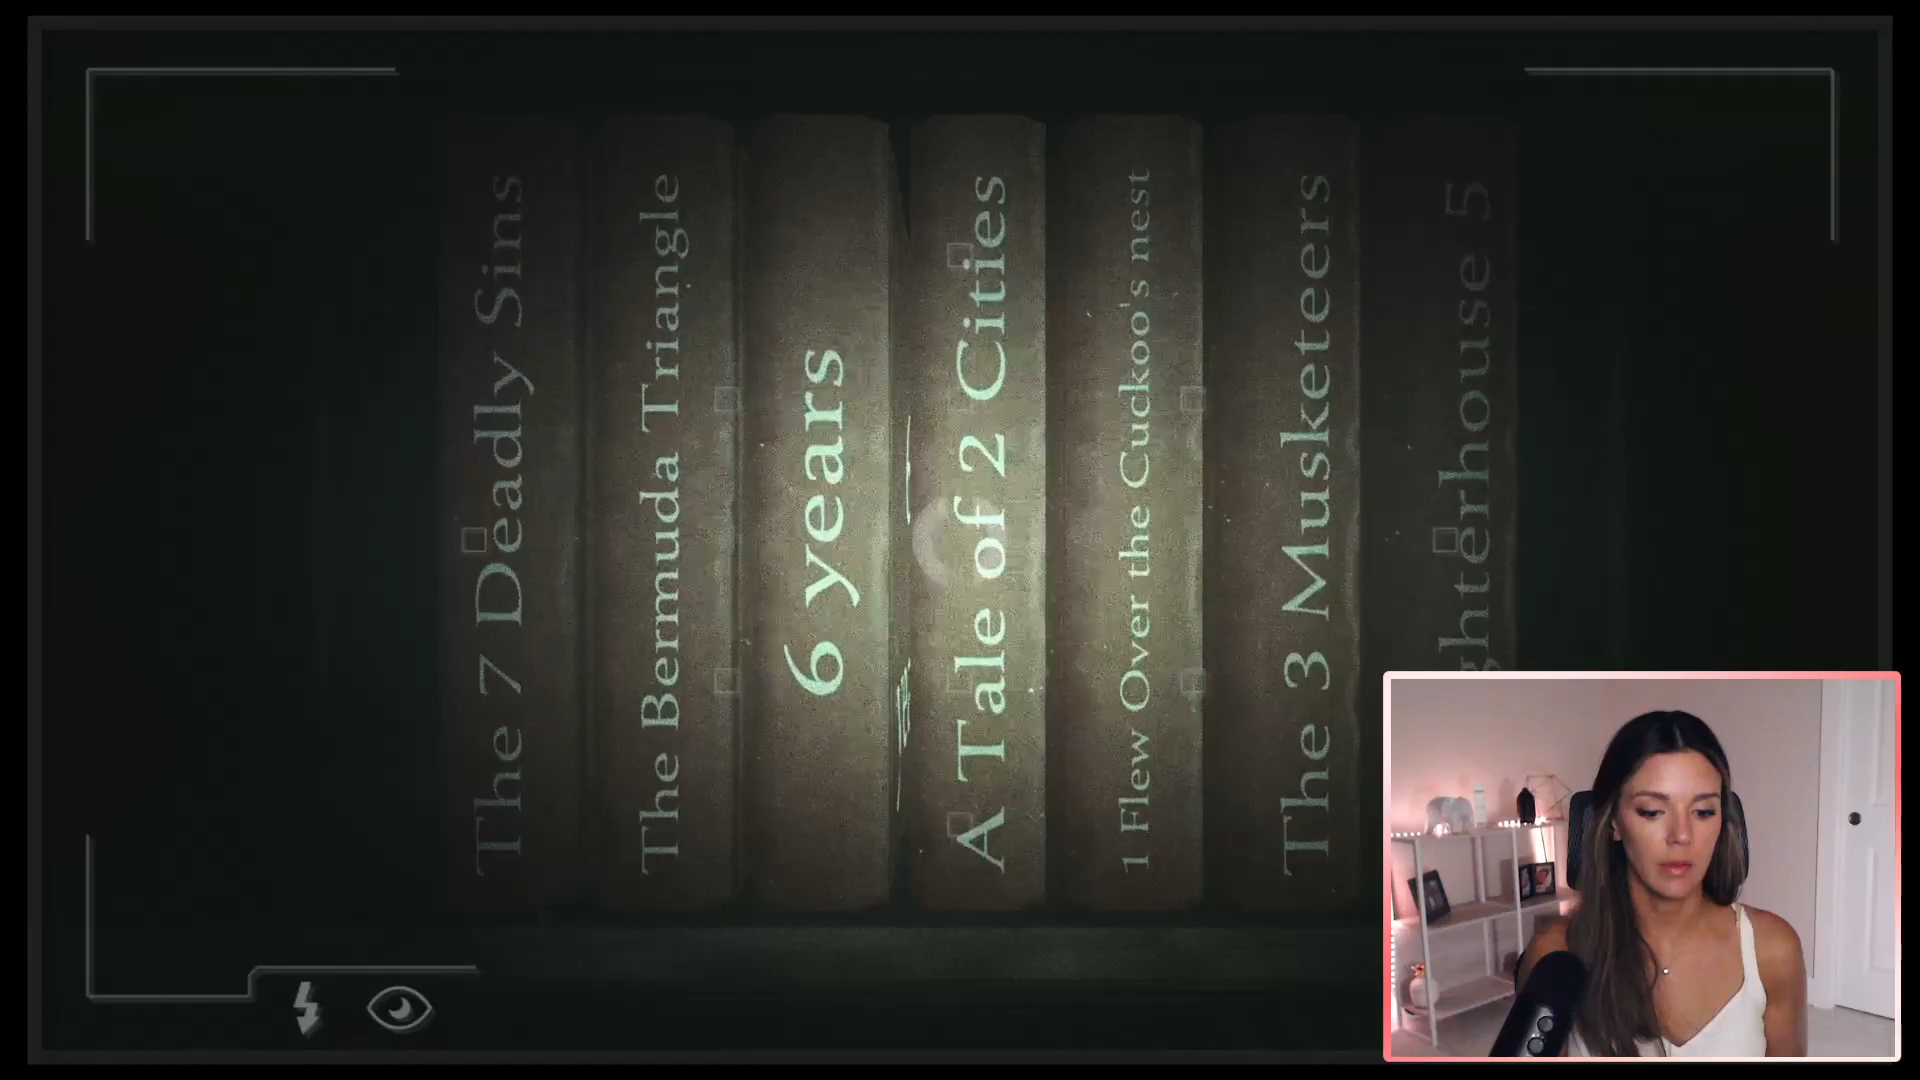 The 7 Deadly Sins
The Bermuda Triangle
6 years
A Tale of 2 Cities
1 Flew Over the Cuckoo's nest
The 3 Musketeers
5